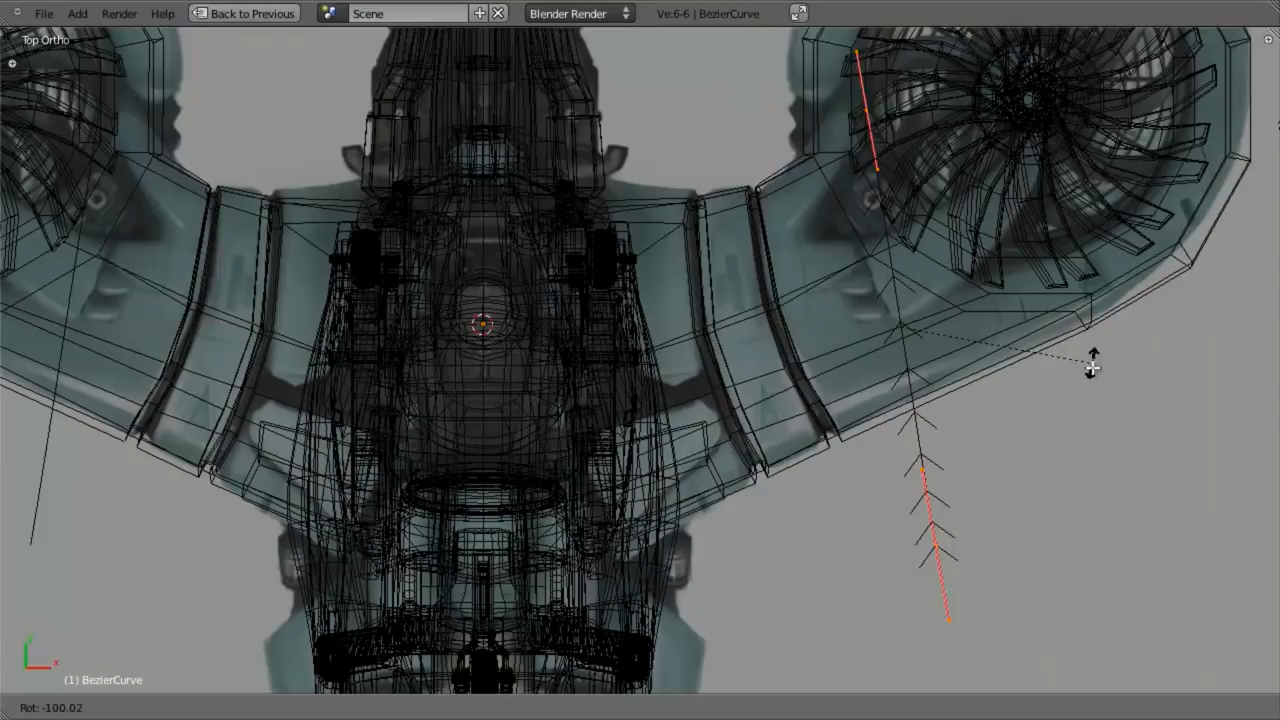 File Add Render Help Back to Previous Scene Blender Render Ve:6-6 | BezierCurve
Top Ortho
y
x
(1) BezierCurve
Rot: -100.02